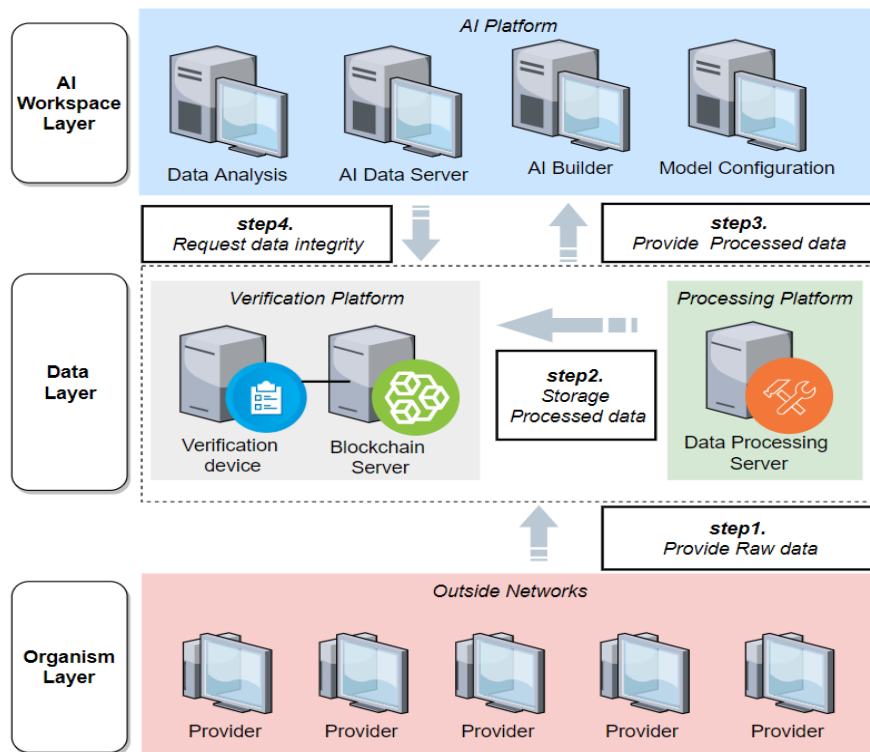 AI Platform
AI
Workspace
Layer
Data Analysis
AI Data Server
AI Builder
Model Configuration
step4.
Request data integrity
step3.
Provide Processed data
Data
Layer
Verification Platform
Processing Platform
step2.
Storage
Processed data
Verification
device
Blockchain
Server
Data Processing
Server
step1.
Provide Raw data
Organism
Layer
Outside Networks
Provider
Provider
Provider
Provider
Provider